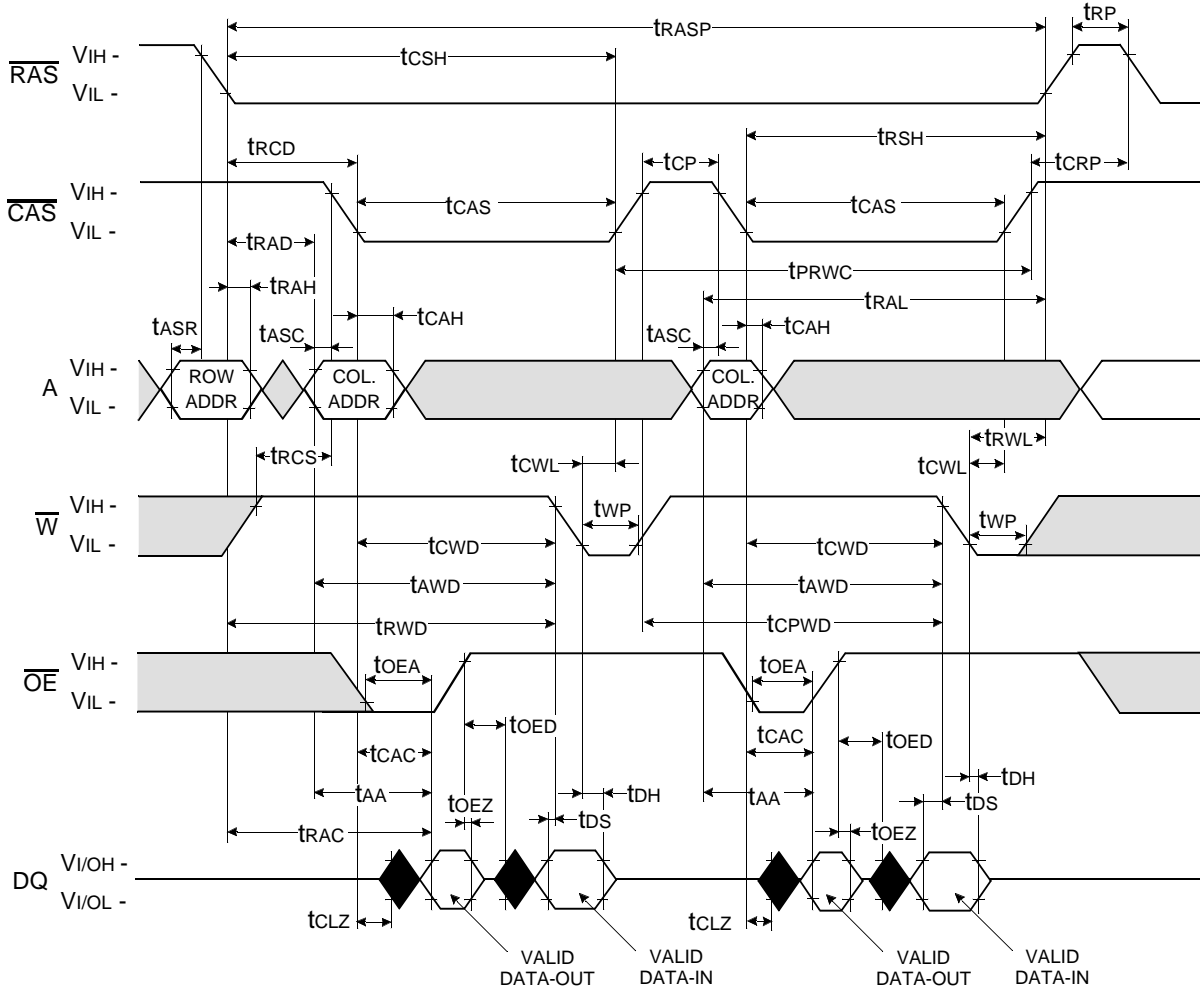 tRP
tRASP
RAS
VIH -
tCSH
VIL -
tRSH
tRCD
tCP
tCRP
CAS
VIH -
tCAS
tCAS
VIL -
tRAD
tPRWC
tRAH
tRAL
tASR
tASC
tCAH
tASC
tCAH
A
VIH -
VIL -
ROW
ADDR
COL.
ADDR
COL.
ADDR
tRWL
tRCS
tCWL
tCWL
W
VIH -
VIL -
tWP
tWP
tCWD
tCWD
tAWD
tAWD
tRWD
tCPWD
OE
VIH -
VIL -
tOEA
tOEA
tOED
tOED
tCAC
tCAC
tDH
tDH
tAA
tAA
tOEZ
tDS
tDS
tRAC
tOEZ
DQ
VI/OH -
VI/OL -
tCLZ
tCLZ
VALID
DATA-OUT
VALID
DATA-IN
VALID
DATA-OUT
VALID
DATA-IN